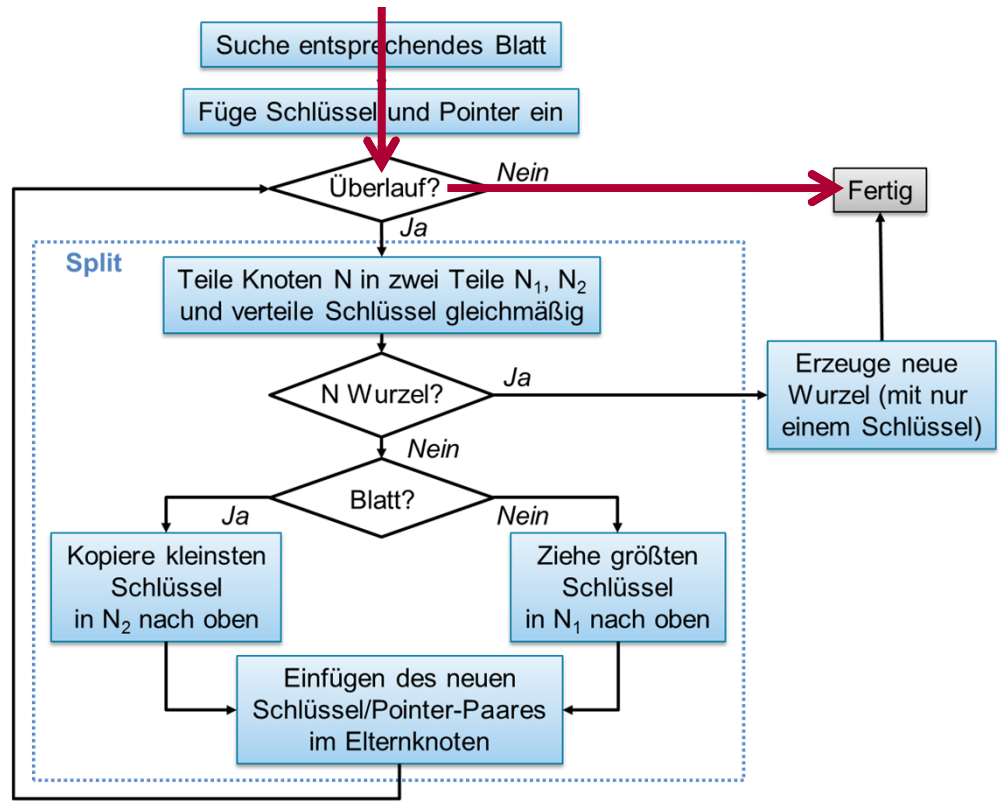 Suche entsprechendes Blatt
Füge Schlüssel und Pointer ein
Überlauf?
Nein
Fertig
Ja
Split
Teile Knoten N in zwei Teile N₁, N₂
und verteile Schlüssel gleichmäßig
N Wurzel?
Ja
Erzeuge neue
Wurzel (mit nur
einem Schlüssel)
Nein
Blatt?
Ja
Nein
Kopiere kleinsten
Schlüssel
in N₂ nach oben
Ziehe größten
Schlüssel
in N₁ nach oben
Einfügen des neuen
Schlüssel/Pointer-Paares
im Elternknoten